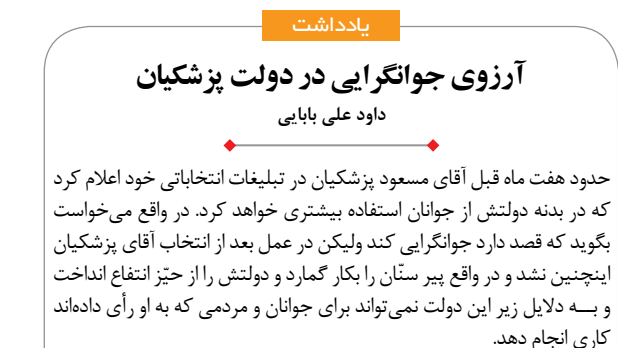 یادداشت
آرزوی جوانگرایی در دولت پزشکیان
داود علی بابایی
حدود هفت ماه قبل آقای مسعود پزشکیان در تبلیغات انتخاباتی خود اعلام کرد
که در بدنه دولتش از جوانان استفاده بیشتری خواهد کرد. در واقع می‌خواست
بگوید که قصد دارد جوانگرایی کند ولیکن در عمل بعد از انتخاب آقای پزشکیان
اینچنین نشد و در واقع پیر سنّان را بکار گمارد و دولتش را از حیّز انتفاع انداخت
و بـــه دلایل زیر این دولت نمی‌تواند برای جوانان و مردمی که به او رأی داده‌اند
کاری انجام دهد.